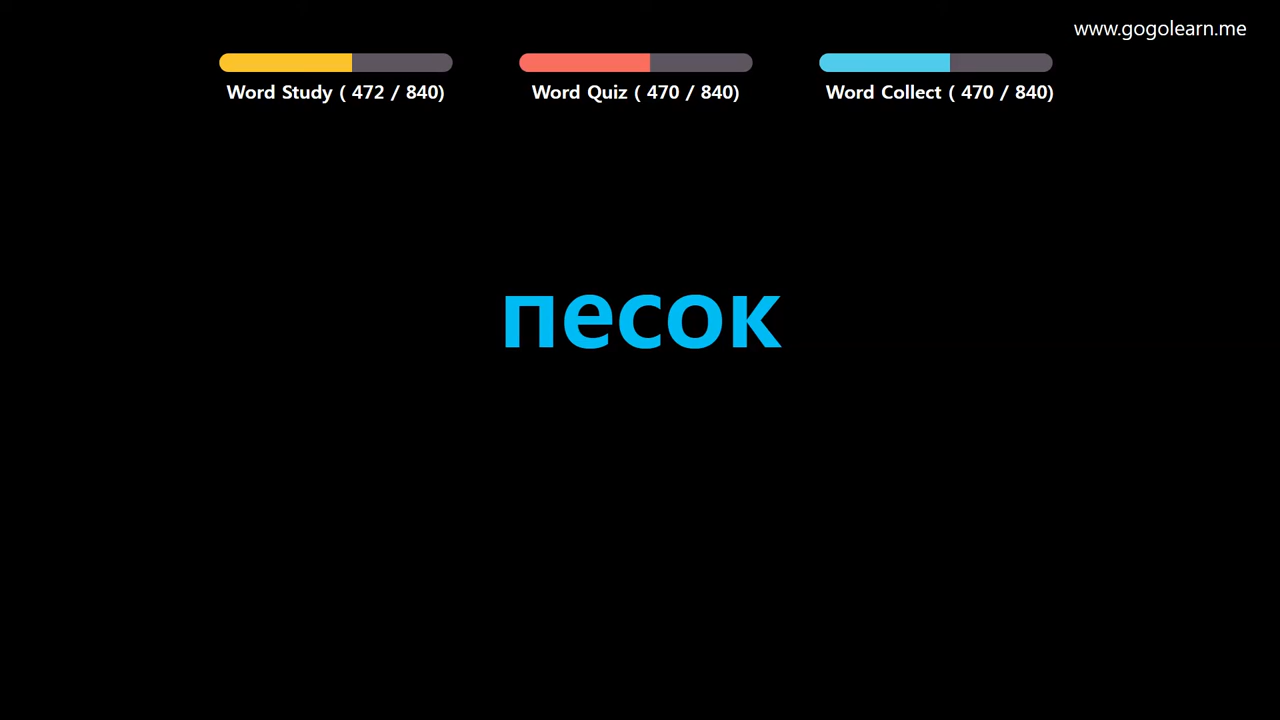 www.gogolearn.me
Word Study ( 472 / 840)
Word Quiz ( 470 / 840)
Word Collect ( 470 / 840)
песок